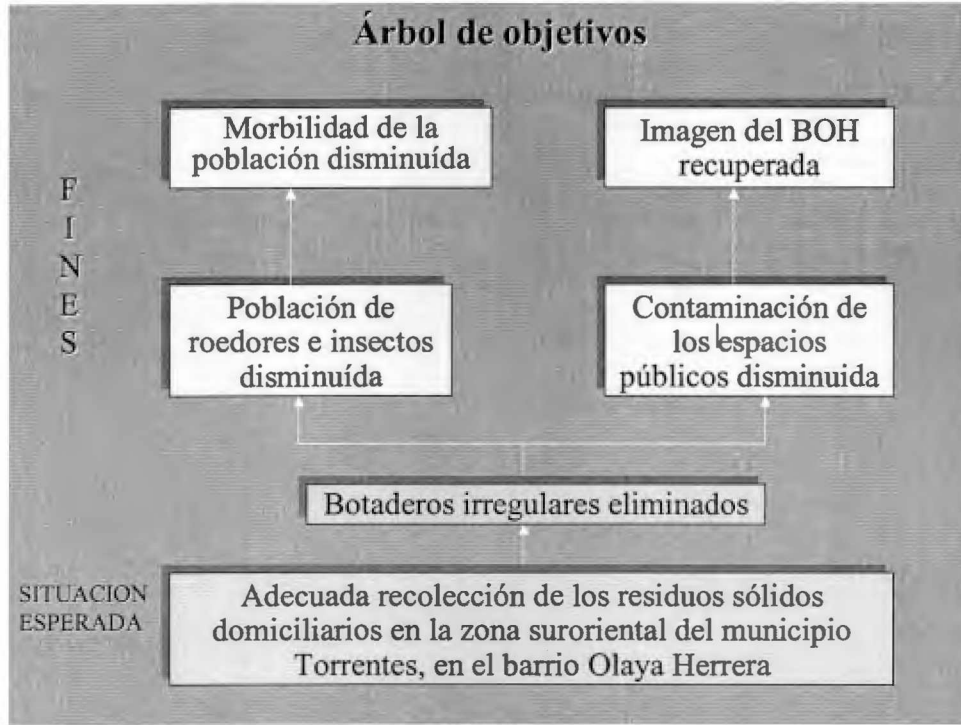 Árbol de objetivos
Morbilidad de la
población disminuída
Imagen del BOH
recuperada
F
I
N
E
S
Población de
roedores e insectos
disminuída
Contaminación de
los espacios
públicos disminuida
Botaderos irregulares eliminados
SITUACION
ESPERADA
Adecuada recolección de los residuos sólidos
domiciliarios en la zona suroriental del municipio
Torrentes, en el barrio Olaya Herrera